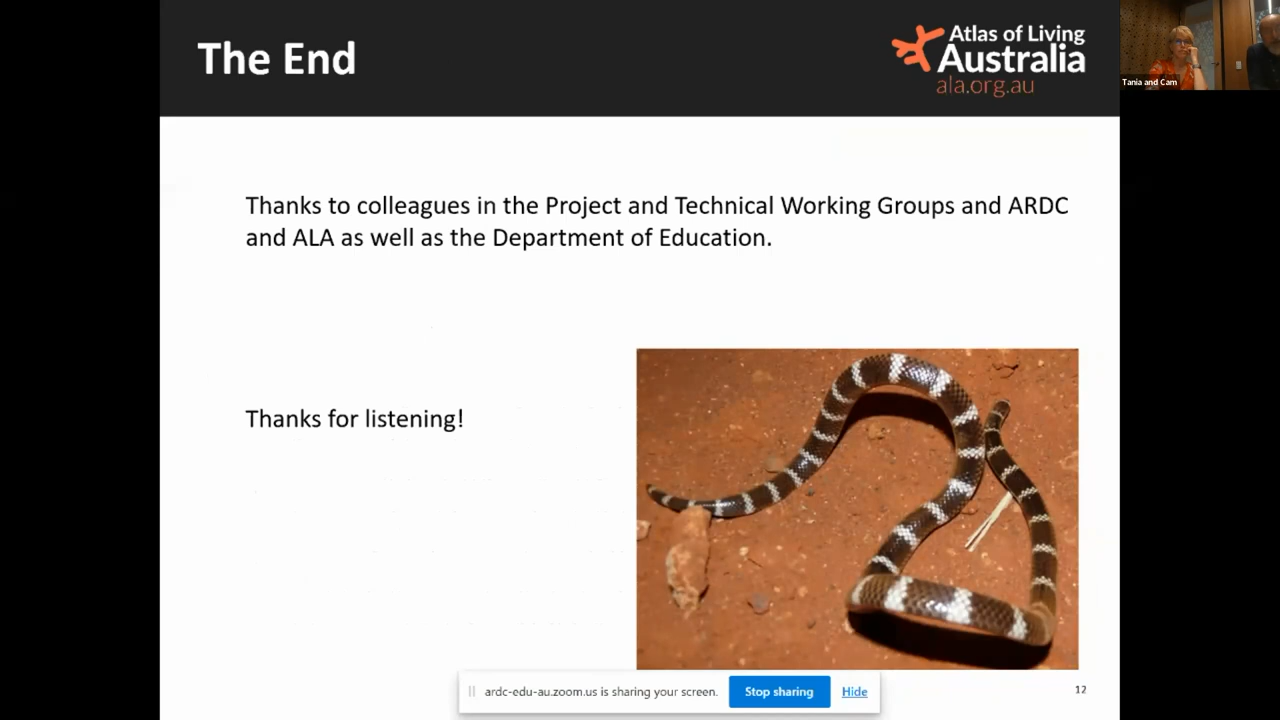 The End
Atlas of Living
Australia
ala.org.au
Tania and Cam
Thanks to colleagues in the Project and Technical Working Groups and ARDC
and ALA as well as the Department of Education.
Thanks for listening!
ardc-edu-au.zoom.us is sharing your screen.
Stop sharing
Hide
12